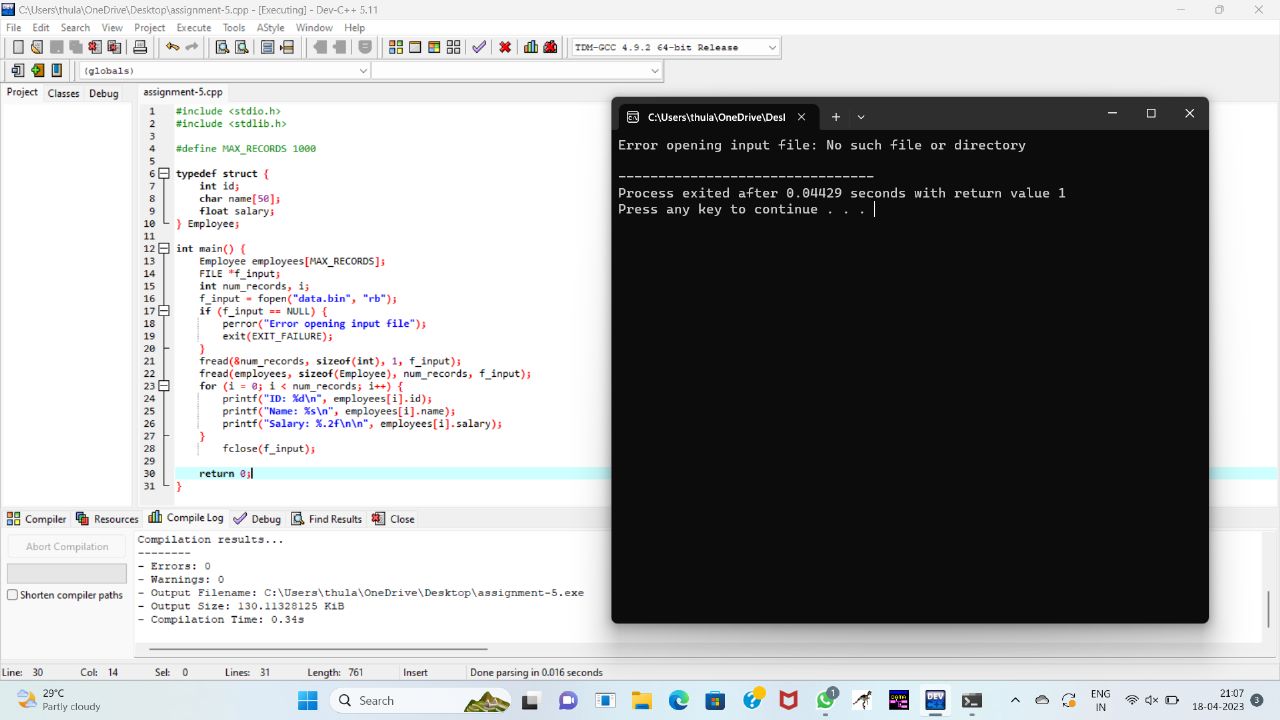 C:\Users\thula\OneDrive\Desktop\assignment-5.cpp - [Executing] - Dev-C++ 5.11
File Edit Search View Project Execute Tools AStyle Window Help
TDM-GCC 4.9.2 64-bit Release
(globals)
Project Classes Debug
assignment-5.cpp
1 #include <stdio.h>
2 #include <stdlib.h>
3
4 #define MAX_RECORDS 1000
5
6 typedef struct {
7 int id;
8 char name[50];
9 float salary;
10 } Employee;
11
12 int main() {
13 Employee employees[MAX_RECORDS];
14 FILE *f_input;
15 int num_records, i;
16 f_input = fopen("data.bin", "rb");
17 if (f_input == NULL) {
18 perror("Error opening input file");
19 exit(EXIT_FAILURE);
20 }
21 fread(&num_records, sizeof(int), 1, f_input);
22 fread(employees, sizeof(Employee), num_records, f_input);
23 for (i = 0; i < num_records; i++) {
24 printf("ID: %d\n", employees[i].id);
25 printf("Name: %s\n", employees[i].name);
26 printf("Salary: %.2f\n\n", employees[i].salary);
27 }
28 fclose(f_input);
29
30 return 0;
31 }
C:\Users\thula\OneDrive\Desl
Error opening input file: No such file or directory
--------------------------------
Process exited after 0.04429 seconds with return value 1
Press any key to continue . . .
Compiler Resources Compile Log Debug Find Results Close
Abort Compilation
Shorten compiler paths
Compilation results...
--------
- Errors: 0
- Warnings: 0
- Output Filename: C:\Users\thula\OneDrive\Desktop\assignment-5.exe
- Output Size: 130.11328125 KiB
- Compilation Time: 0.34s
Line: 30 Col: 14 Sel: 0 Lines: 31 Length: 761 Insert Done parsing in 0.016 seconds
29°C
Partly cloudy
Search
DEV
1
ENG
IN
21:07
18-04-2023
3